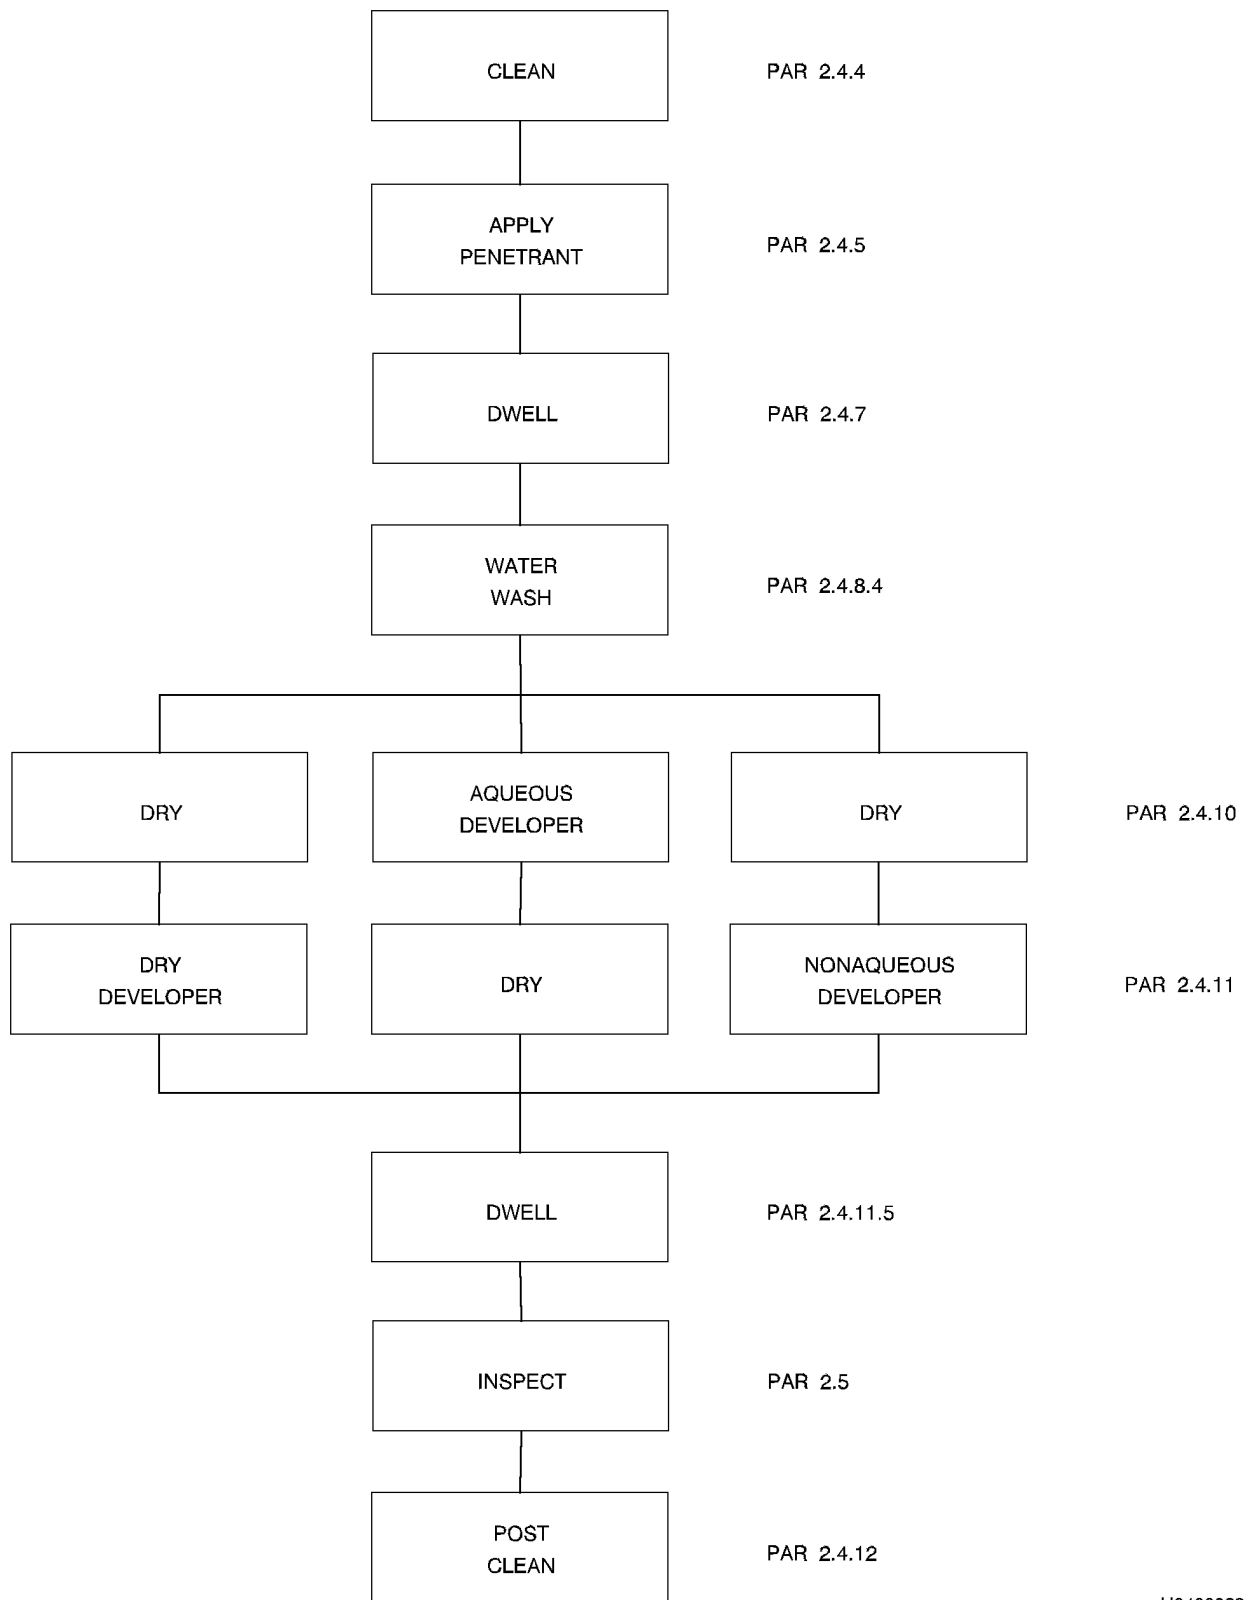 CLEAN
PAR 2.4.4
APPLY
PENETRANT
PAR 2.4.5
DWELL
PAR 2.4.7
WATER
WASH
PAR 2.4.8.4
DRY
AQUEOUS
DEVELOPER
DRY
PAR 2.4.10
DRY
DEVELOPER
DRY
NONAQUEOUS
DEVELOPER
PAR 2.4.11
DWELL
PAR 2.4.11.5
INSPECT
PAR 2.5
POST
CLEAN
PAR 2.4.12